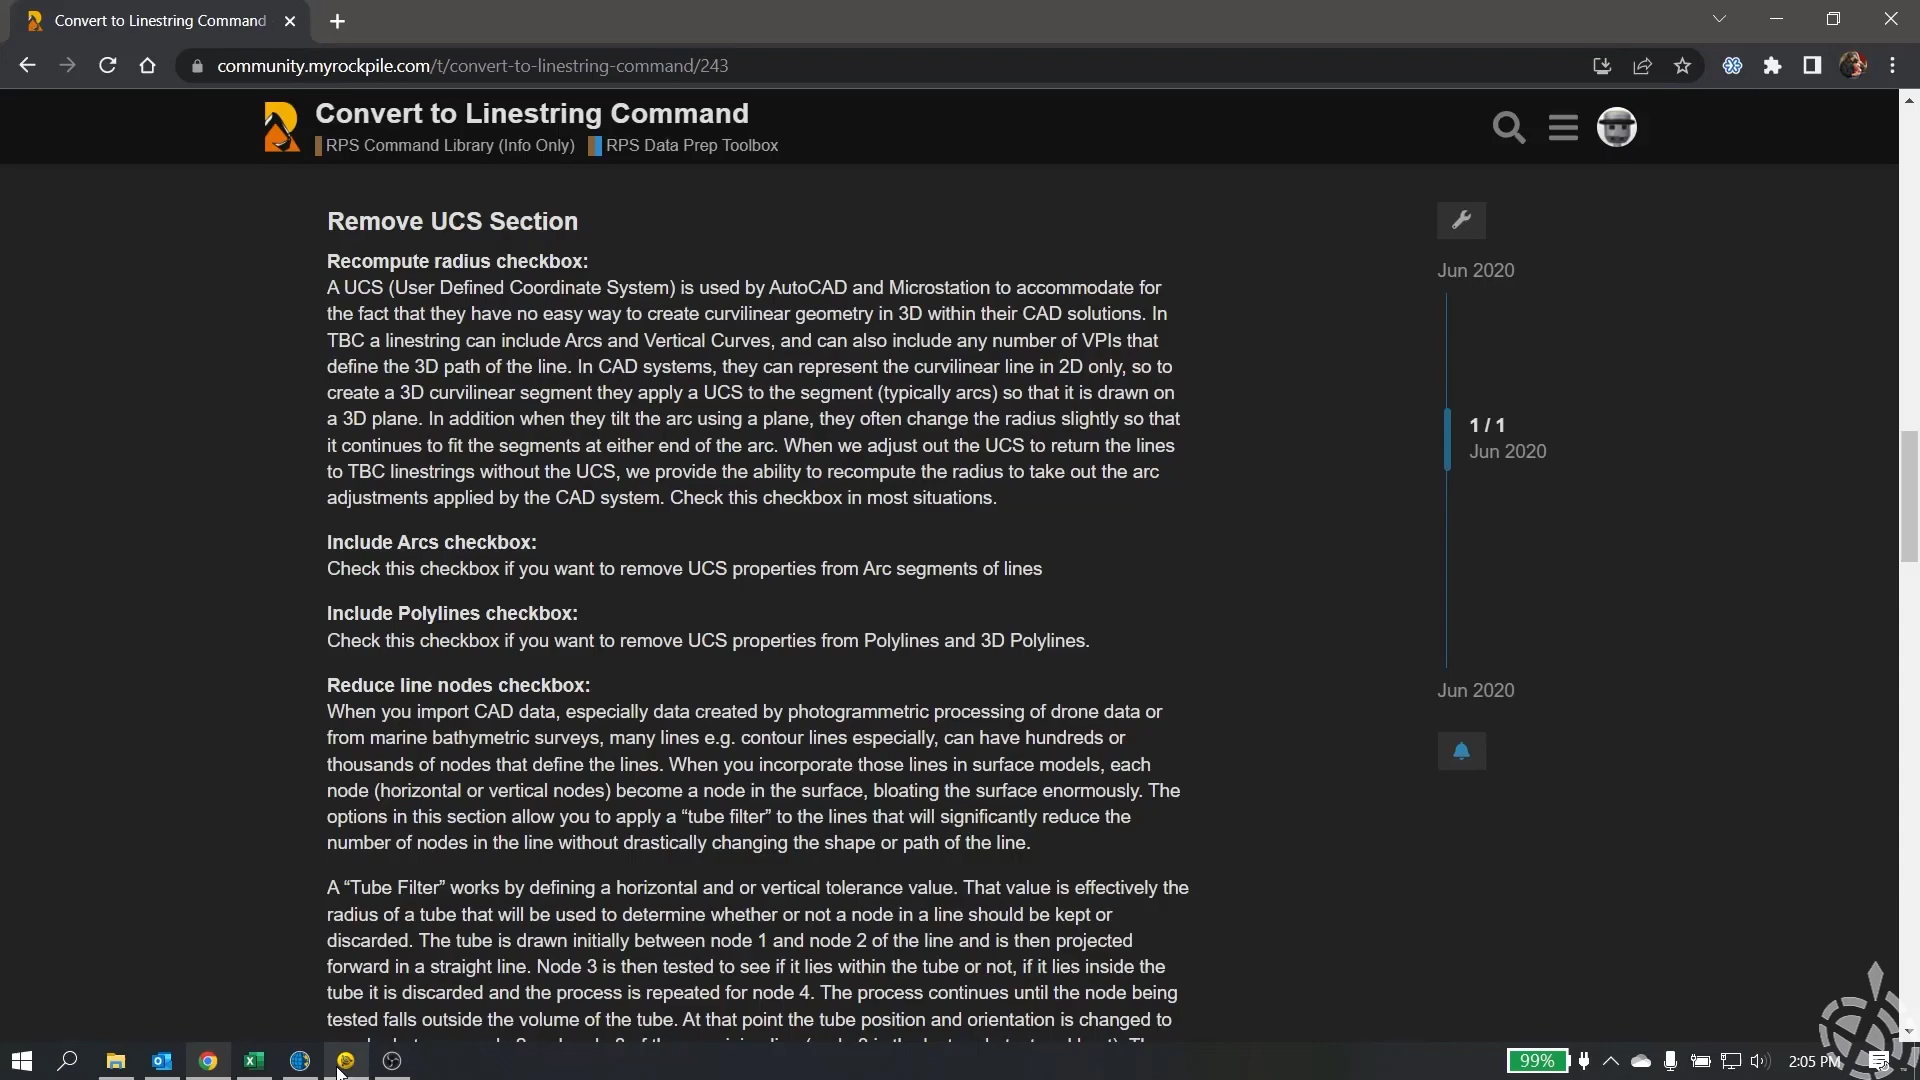 Convert to Linestring Command
community.myrockpile.com/t/convert-to-linestring-command/243
Convert to Linestring Command
RPS Command Library (Info Only) RPS Data Prep Toolbox
Remove UCS Section
Recompute radius checkbox:
A UCS (User Defined Coordinate System) is used by AutoCAD and Microstation to accommodate for
the fact that they have no easy way to create curvilinear geometry in 3D within their CAD solutions. In
TBC a linestring can include Arcs and Vertical Curves, and can also include any number of VPIs that
define the 3D path of the line. In CAD systems, they can represent the curvilinear line in 2D only, so to
create a 3D curvilinear segment they apply a UCS to the segment (typically arcs) so that it is drawn on
a 3D plane. In addition when they tilt the arc using a plane, they often change the radius slightly so that
it continues to fit the segments at either end of the arc. When we adjust out the UCS to return the lines
to TBC linestrings without the UCS, we provide the ability to recompute the radius to take out the arc
adjustments applied by the CAD system. Check this checkbox in most situations.
Include Arcs checkbox:
Check this checkbox if you want to remove UCS properties from Arc segments of lines
Include Polylines checkbox:
Check this checkbox if you want to remove UCS properties from Polylines and 3D Polylines.
Reduce line nodes checkbox:
When you import CAD data, especially data created by photogrammetric processing of drone data or
from marine bathymetric surveys, many lines e.g. contour lines especially, can have hundreds or
thousands of nodes that define the lines. When you incorporate those lines in surface models, each
node (horizontal or vertical nodes) become a node in the surface, bloating the surface enormously. The
options in this section allow you to apply a “tube filter” to the lines that will significantly reduce the
number of nodes in the line without drastically changing the shape or path of the line.
A “Tube Filter” works by defining a horizontal and or vertical tolerance value. That value is effectively the
radius of a tube that will be used to determine whether or not a node in a line should be kept or
discarded. The tube is drawn initially between node 1 and node 2 of the line and is then projected
forward in a straight line. Node 3 is then tested to see if it lies within the tube or not, if it lies inside the
tube it is discarded and the process is repeated for node 4. The process continues until the node being
tested falls outside the volume of the tube. At that point the tube position and orientation is changed to
Jun 2020
1 / 1
Jun 2020
Jun 2020
99%
2:05 PM